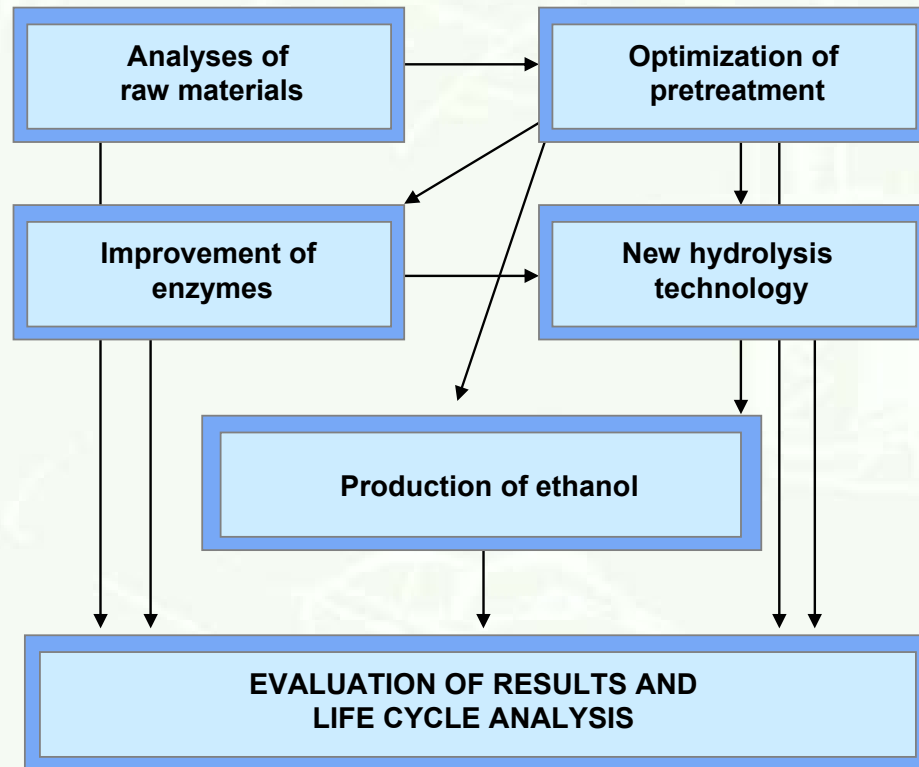 Analyses of
raw materials
Optimization of
pretreatment
Improvement of
enzymes
New hydrolysis
technology
Production of ethanol
EVALUATION OF RESULTS AND
LIFE CYCLE ANALYSIS